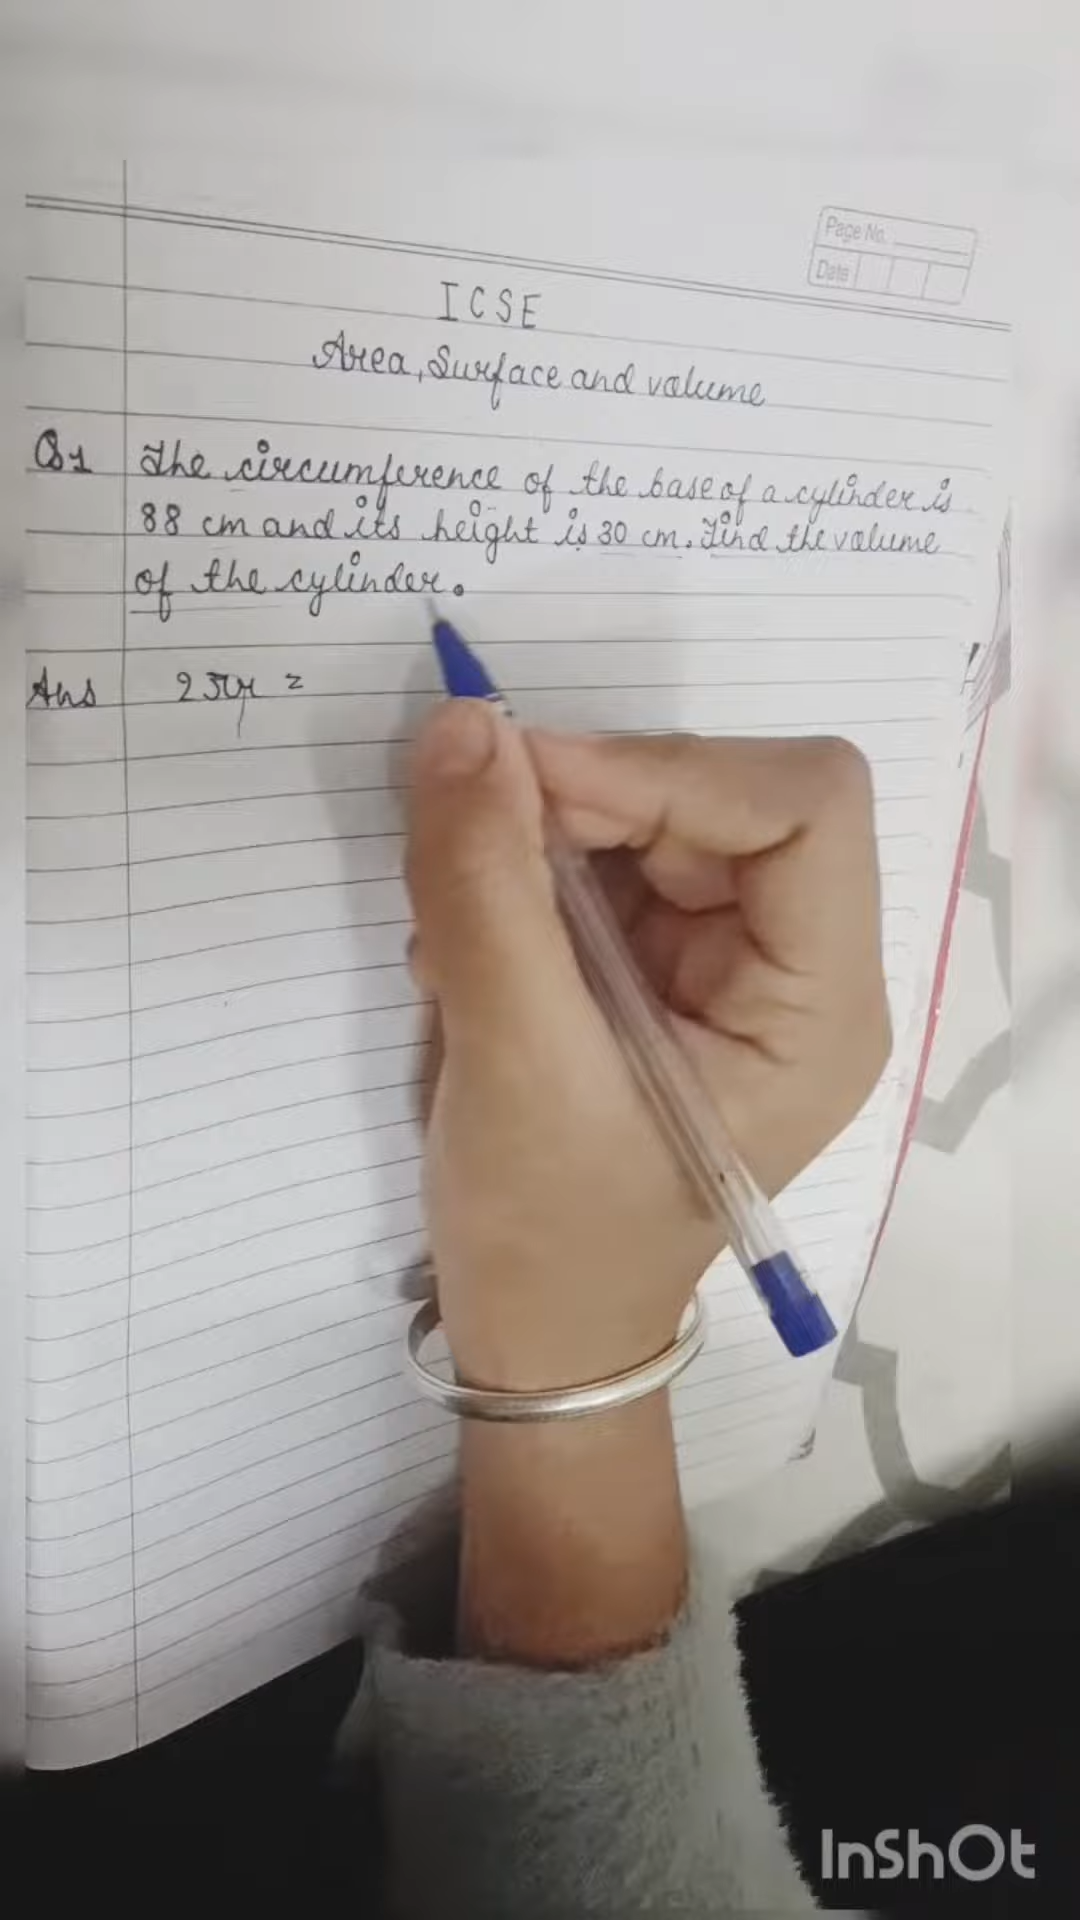 Page No.
Date
ICSE
Area, Surface and volume
Q1 The circumference of the base of a cylinder is
88 cm and its height is 30 cm. Find the volume
of the cylinder.
Ans 2πr =
InShOt